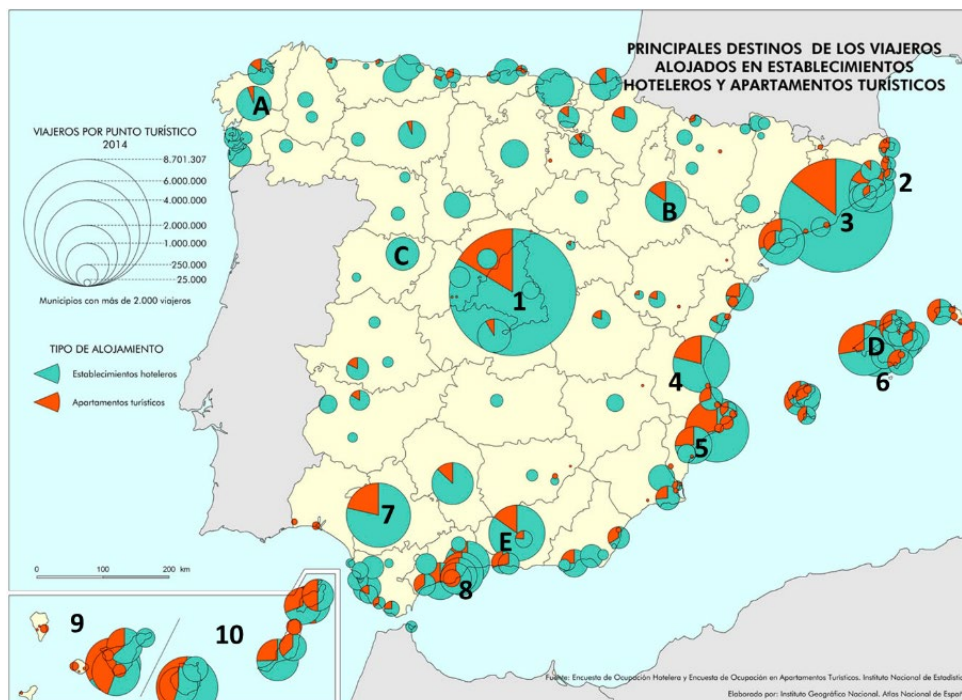 PRINCIPALES DESTINOS DE LOS VIAJEROS
ALOJADOS EN ESTABLECIMIENTOS
HOTELEROS Y APARTAMENTOS TURÍSTICOS
VIAJEROS POR PUNTO TURÍSTICO
2014
8.701.307
6.000.000
4.000.000
2.000.000
1.000.000
250.000
25.000
Municipios con más de 2.000 viajeros
TIPO DE ALOJAMIENTO
Establecimientos hoteleros
Apartamentos turísticos
A
B
2
3
C
1
4
D
6
5
7
E
8
0 100 200 km
9
10
Fuente: Encuesta de Ocupación Hotelera y Encuesta de Ocupación en Apartamentos Turísticos. Instituto Nacional de Estadístic
Elaborado por: Instituto Geográfico Nacional. Atlas Nacional de Españ